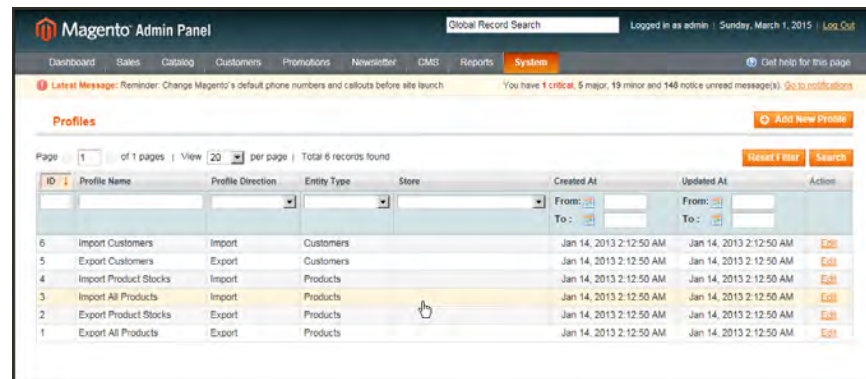 Magento Admin Panel
Global Record Search
Logged in as admin | Sunday, March 1, 2015 | Log Out
Dashboard Sales Catalog Customers Promotions Newsletter CMS Reports System
Get help for this page
Latest Message: Reminder: Change Magento's default phone numbers and callouts before site launch
You have 1 critical, 5 major, 19 minor and 148 notice unread message(s). Go to notifications
Profiles
Add New Profile
Page 1 of 1 pages | View 20 per page | Total 6 records found
Reset Filter Search
ID Profile Name Profile Direction Entity Type Store Created At Updated At Action
From: From:
To : To :
6 Import Customers Import Customers Jan 14, 2013 2:12:50 AM Jan 14, 2013 2:12:50 AM Edit
5 Export Customers Export Customers Jan 14, 2013 2:12:50 AM Jan 14, 2013 2:12:50 AM Edit
4 Import Product Stocks Import Products Jan 14, 2013 2:12:50 AM Jan 14, 2013 2:12:50 AM Edit
3 Import All Products Import Products Jan 14, 2013 2:12:50 AM Jan 14, 2013 2:12:50 AM Edit
2 Export Product Stocks Export Products Jan 14, 2013 2:12:50 AM Jan 14, 2013 2:12:50 AM Edit
1 Export All Products Export Products Jan 14, 2013 2:12:50 AM Jan 14, 2013 2:12:50 AM Edit